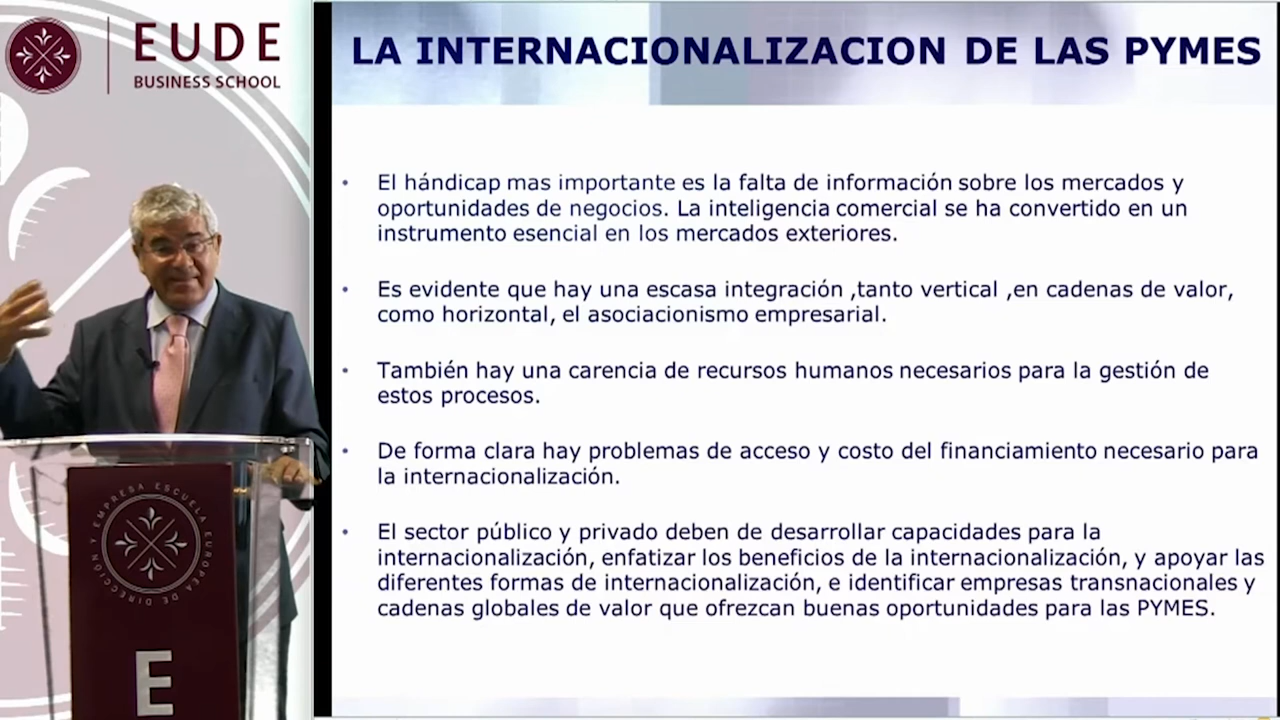 EUDE
BUSINESS SCHOOL
LA INTERNACIONALIZACION DE LAS PYMES
• El hándicap mas importante es la falta de información sobre los mercados y
oportunidades de negocios. La inteligencia comercial se ha convertido en un
instrumento esencial en los mercados exteriores.
• Es evidente que hay una escasa integración ,tanto vertical ,en cadenas de valor,
como horizontal, el asociacionismo empresarial.
• También hay una carencia de recursos humanos necesarios para la gestión de
estos procesos.
• De forma clara hay problemas de acceso y costo del financiamiento necesario para
la internacionalización.
• El sector público y privado deben de desarrollar capacidades para la
internacionalización, enfatizar los beneficios de la internacionalización, y apoyar las
diferentes formas de internacionalización, e identificar empresas transnacionales y
cadenas globales de valor que ofrezcan buenas oportunidades para las PYMES.
ESCUELA EUROPEA DE DIRECCIÓN Y EMPRESA
E